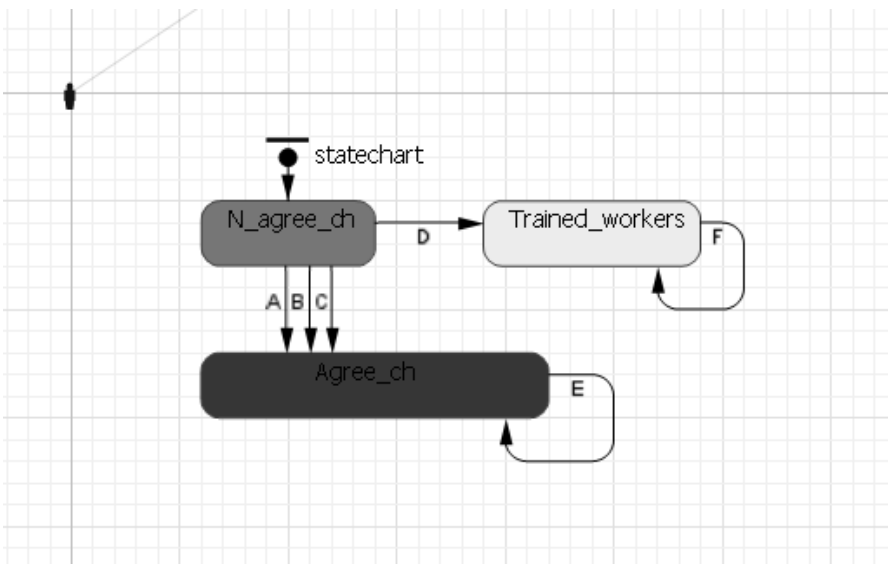 statechart
N_agree_ch
Trained_workers
D
F
A B C
Agree_ch
E